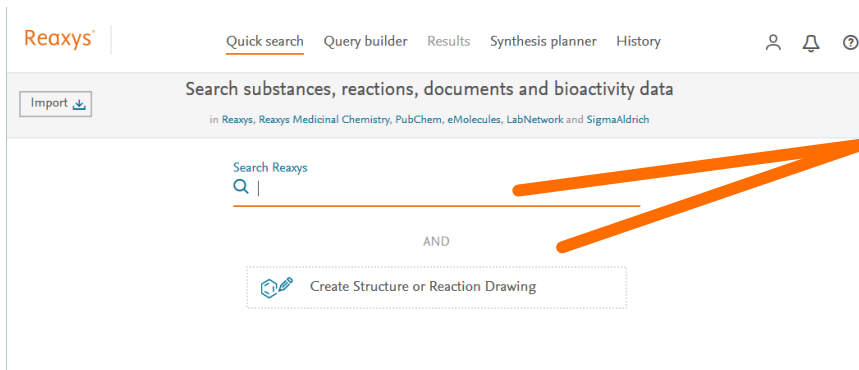 Reaxys®
Quick search Query builder Results Synthesis planner History
Import
Search substances, reactions, documents and bioactivity data
in Reaxys, Reaxys Medicinal Chemistry, PubChem, eMolecules, LabNetwork and SigmaAldrich
Search Reaxys
AND
Create Structure or Reaction Drawing